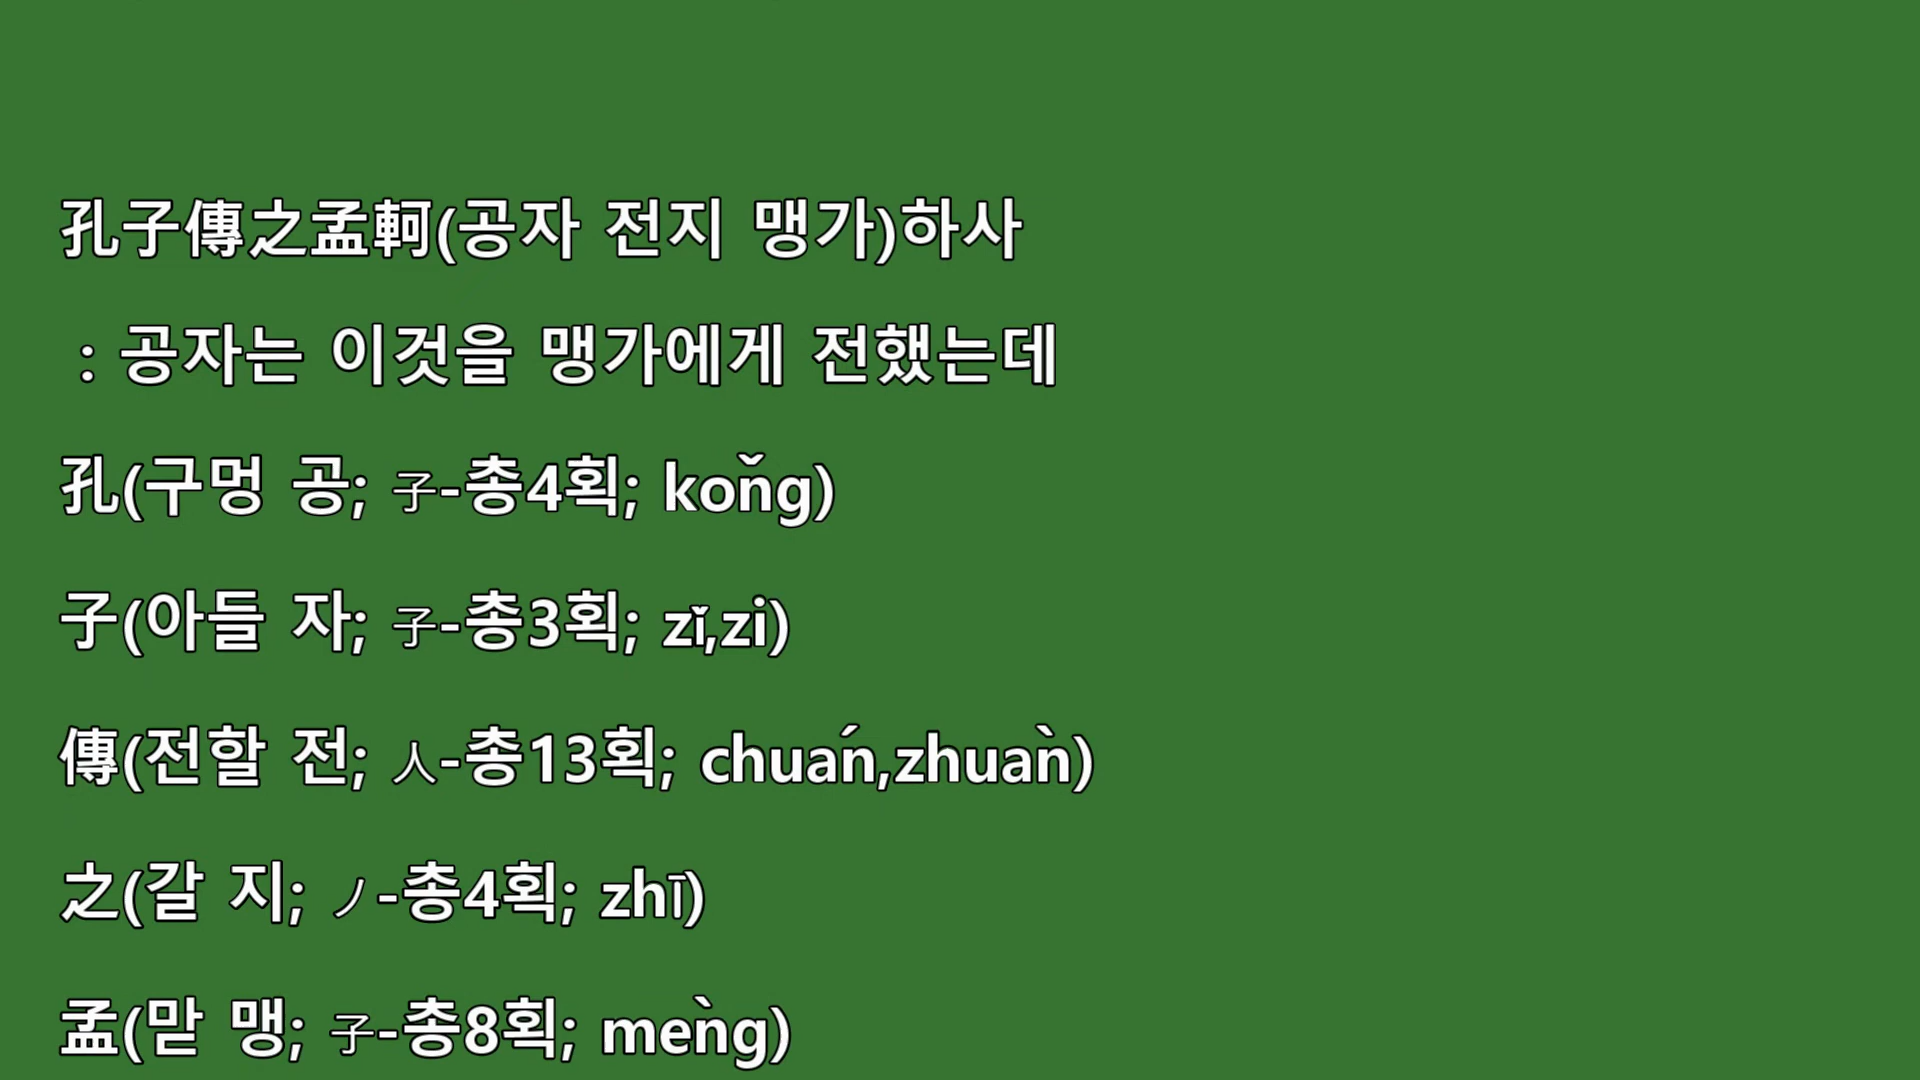 孔子傳之孟軻(공자 전지 맹가)하사
: 공자는 이것을 맹가에게 전했는데
孔(구멍 공; 子-총4획; kǒng)
子(아들 자; 子-총3획; zǐ,zi)
傳(전할 전; 人-총13획; chuán,zhuàn)
之(갈 지; ノ-총4획; zhī)
孟(맏 맹; 子-총8획; mèng)